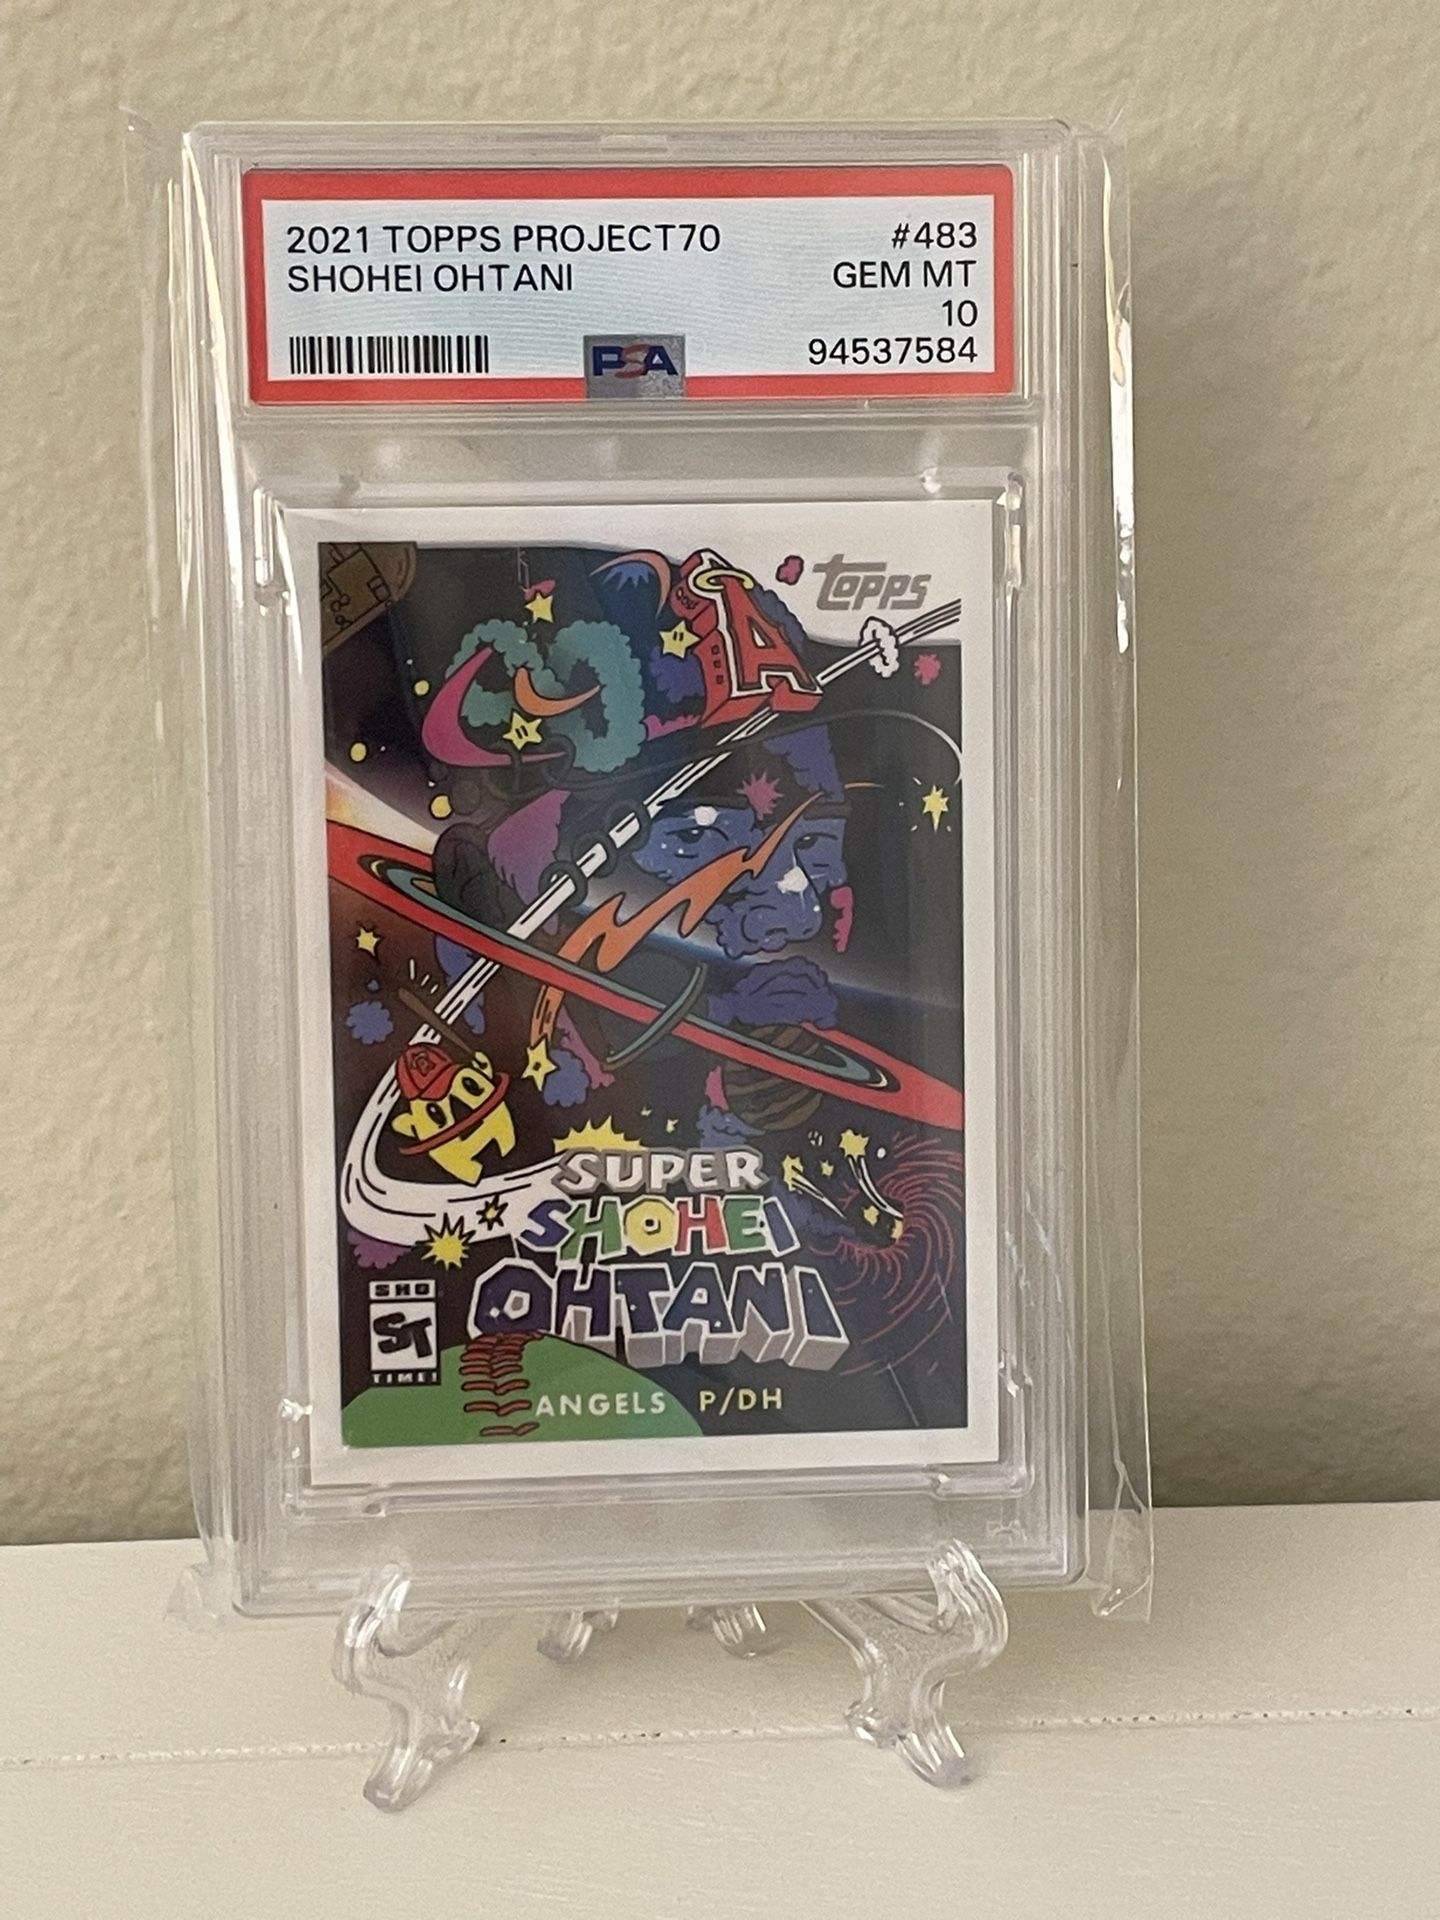 2021 TOPPS PROJECT70 #483
SHOHEI OHTANI GEM MT
10
PSA 94537584
topps
A
SUPER
SHOHEI
OHTANI
SHO
ST
TIME!
ANGELS P/DH